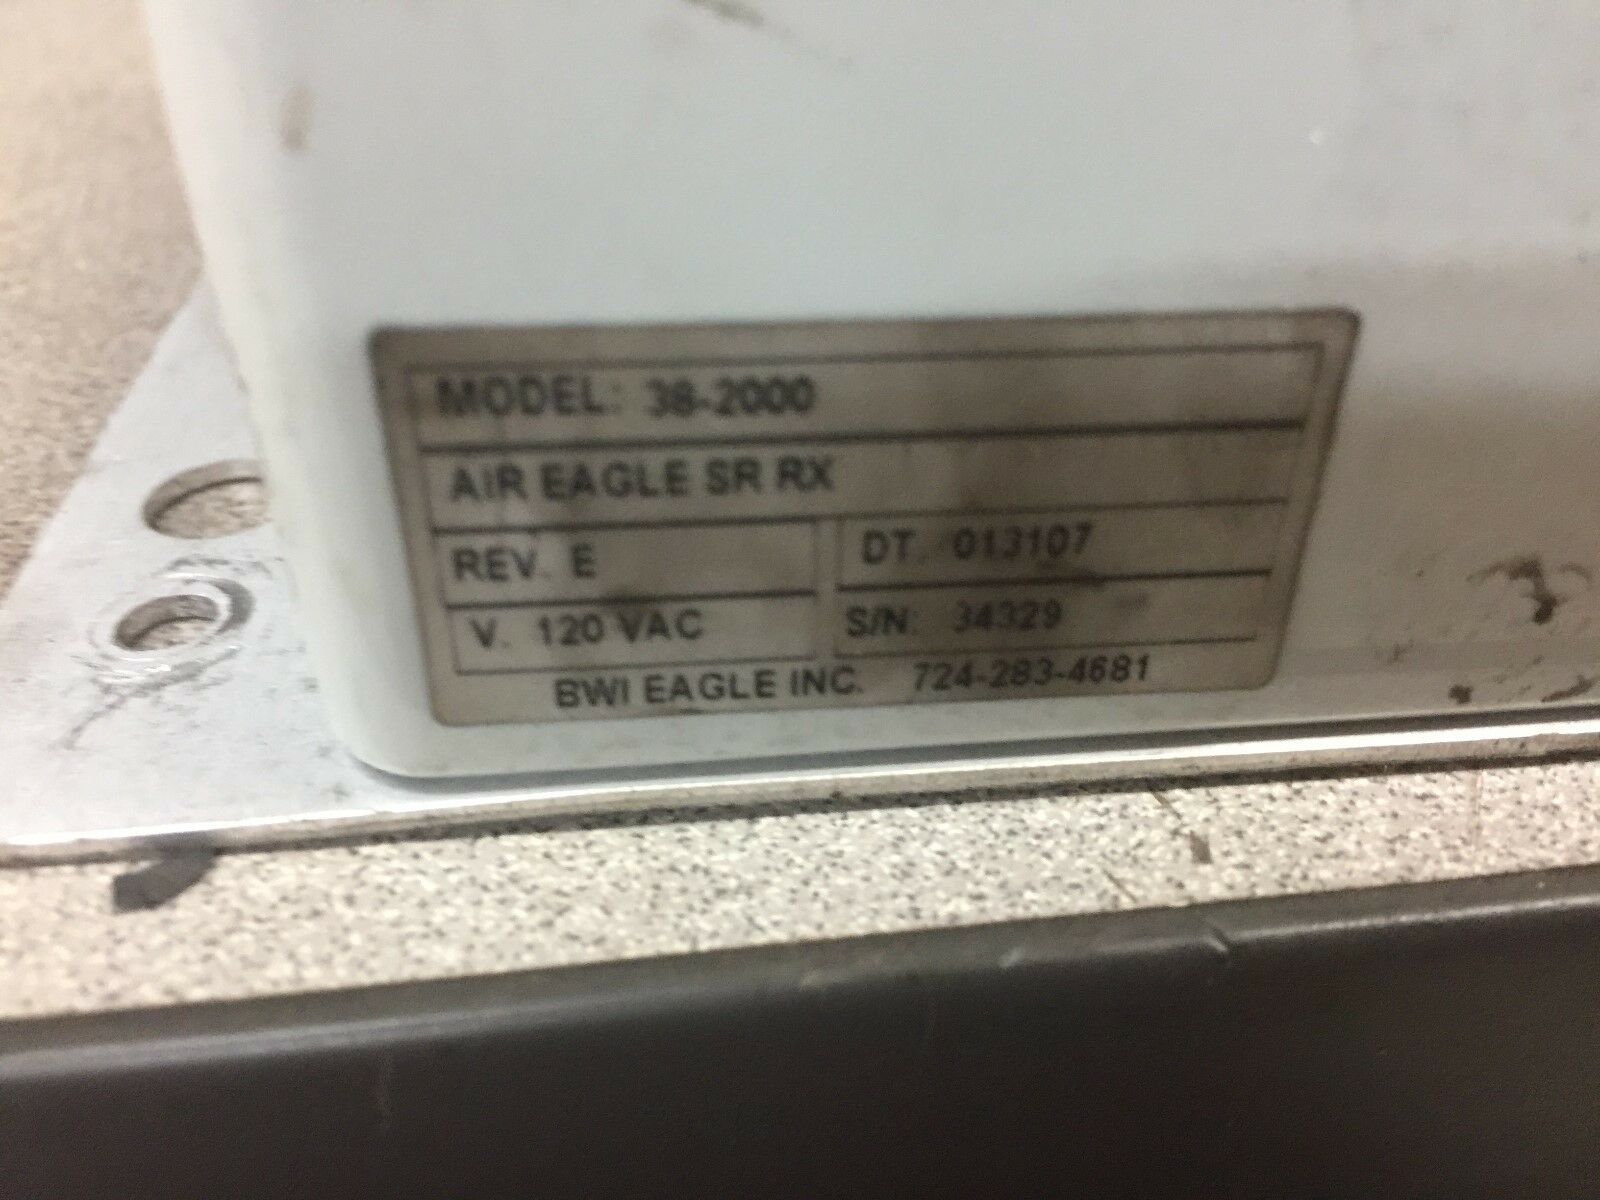 MODEL: 38-2000
AIR EAGLE SR RX
REV. E
DT. 013107
V. 120 VAC
S/N: 34329
BWI EAGLE INC. 724-283-4681